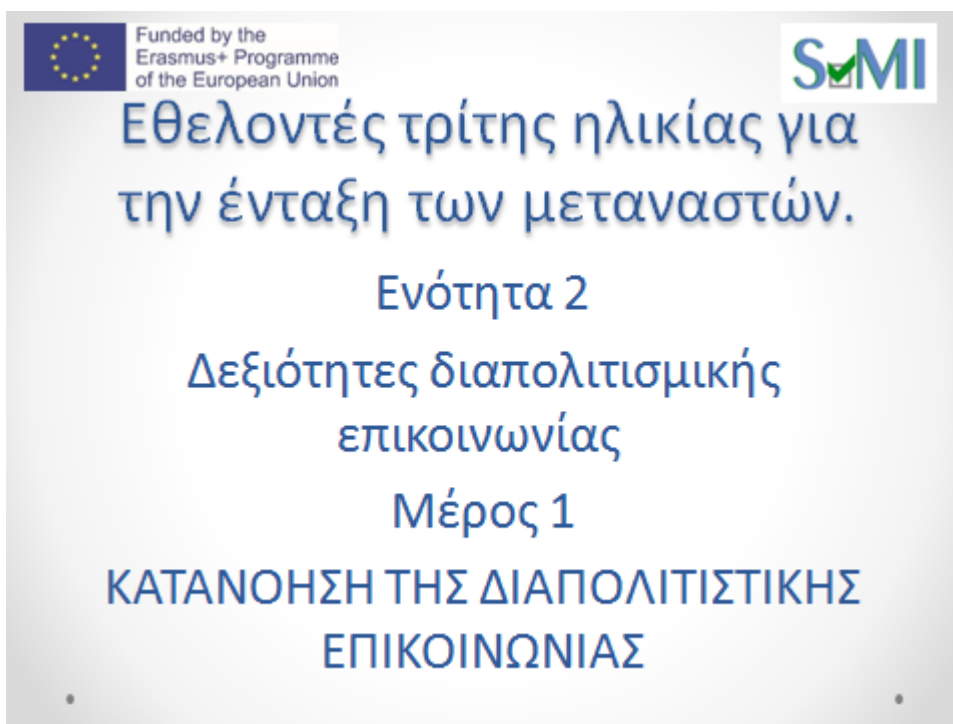 Funded by the
Erasmus+ Programme
of the European Union
SMI
Εθελοντές τρίτης ηλικίας για
την ένταξη των μεταναστών.
Ενότητα 2
Δεξιότητες διαπολιτισμικής
επικοινωνίας
Μέρος 1
ΚΑΤΑΝΟΗΣΗ ΤΗΣ ΔΙΑΠΟΛΙΤΙΣΤΙΚΗΣ
ΕΠΙΚΟΙΝΩΝΙΑΣ